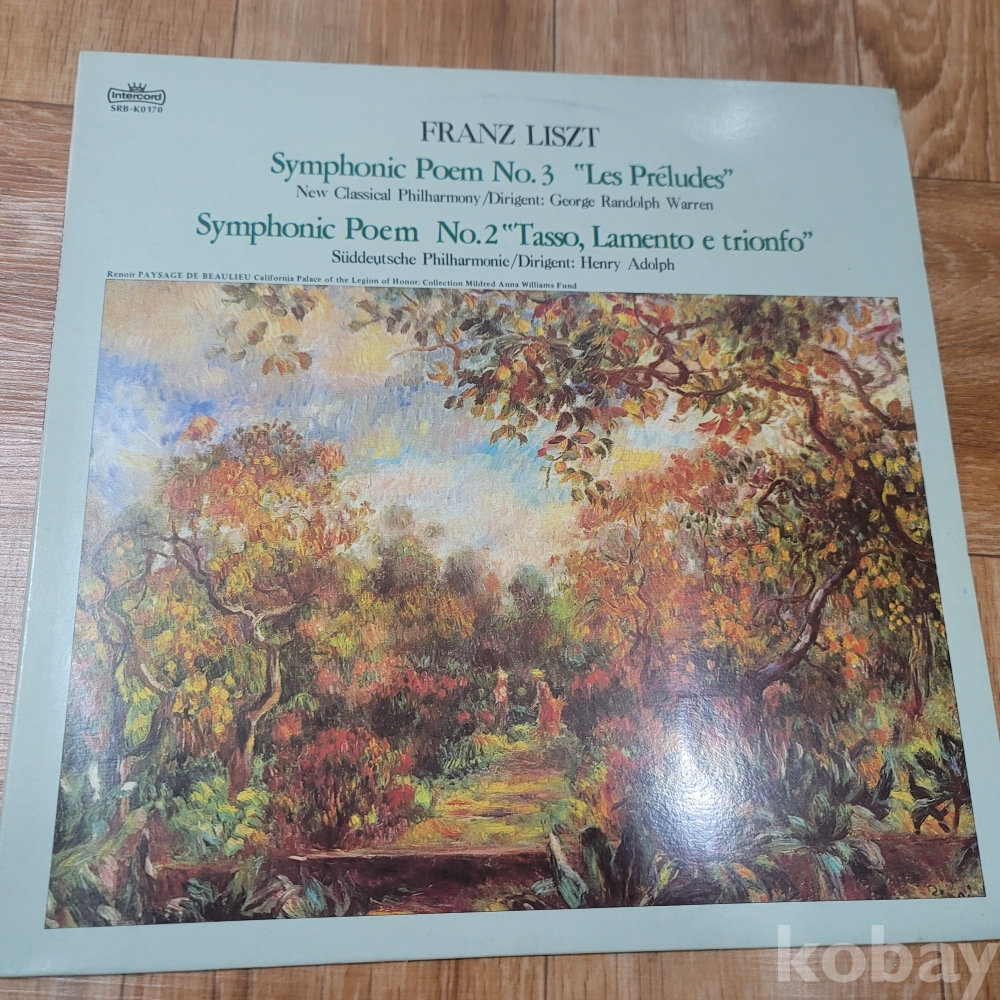 Intercord
SRB-K0170
FRANZ LISZT
Symphonic Poem No. 3 "Les Préludes"
New Classical Philharmony/Dirigent: George Randolph Warren
Symphonic Poem No. 2 "Tasso, Lamento e trionfo"
Süddeutsche Philharmonie/Dirigent: Henry Adolph
Renoir PAYSAGE DE BEAULIEU California Palace of the Legion of Honor: Collection Mildred Anna Williams Fund
kobay